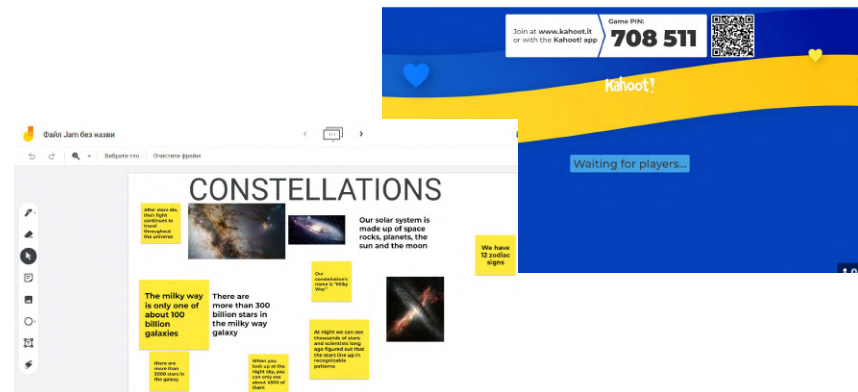 Join at www.kahoot.it
or with the Kahoot! app
Game PIN:
708 511
Kahoot!
Waiting for players...
0
Файл Jam без назви
Вибрати тло
Очистити фрейм
CONSTELLATIONS
After stars die,
their light
continues to
travel
throughout
the universe
Our solar system is
made up of space
rocks, planets, the
sun and the moon
We have
12 zodiac
signs
Our
constellation's
name is "Milky
Way"
The milky way
is only one of
about 100
billion
galaxies
There are
more than 300
billion stars in
the milky way
galaxy
At night we can see
thousands of stars
and scientists long
ago figured out that
the stars line up in
recognizable
patterns
there are
more than
3000 stars in
the galaxy
When you
look up at the
night sky, you
can only see
about 4500 of
them